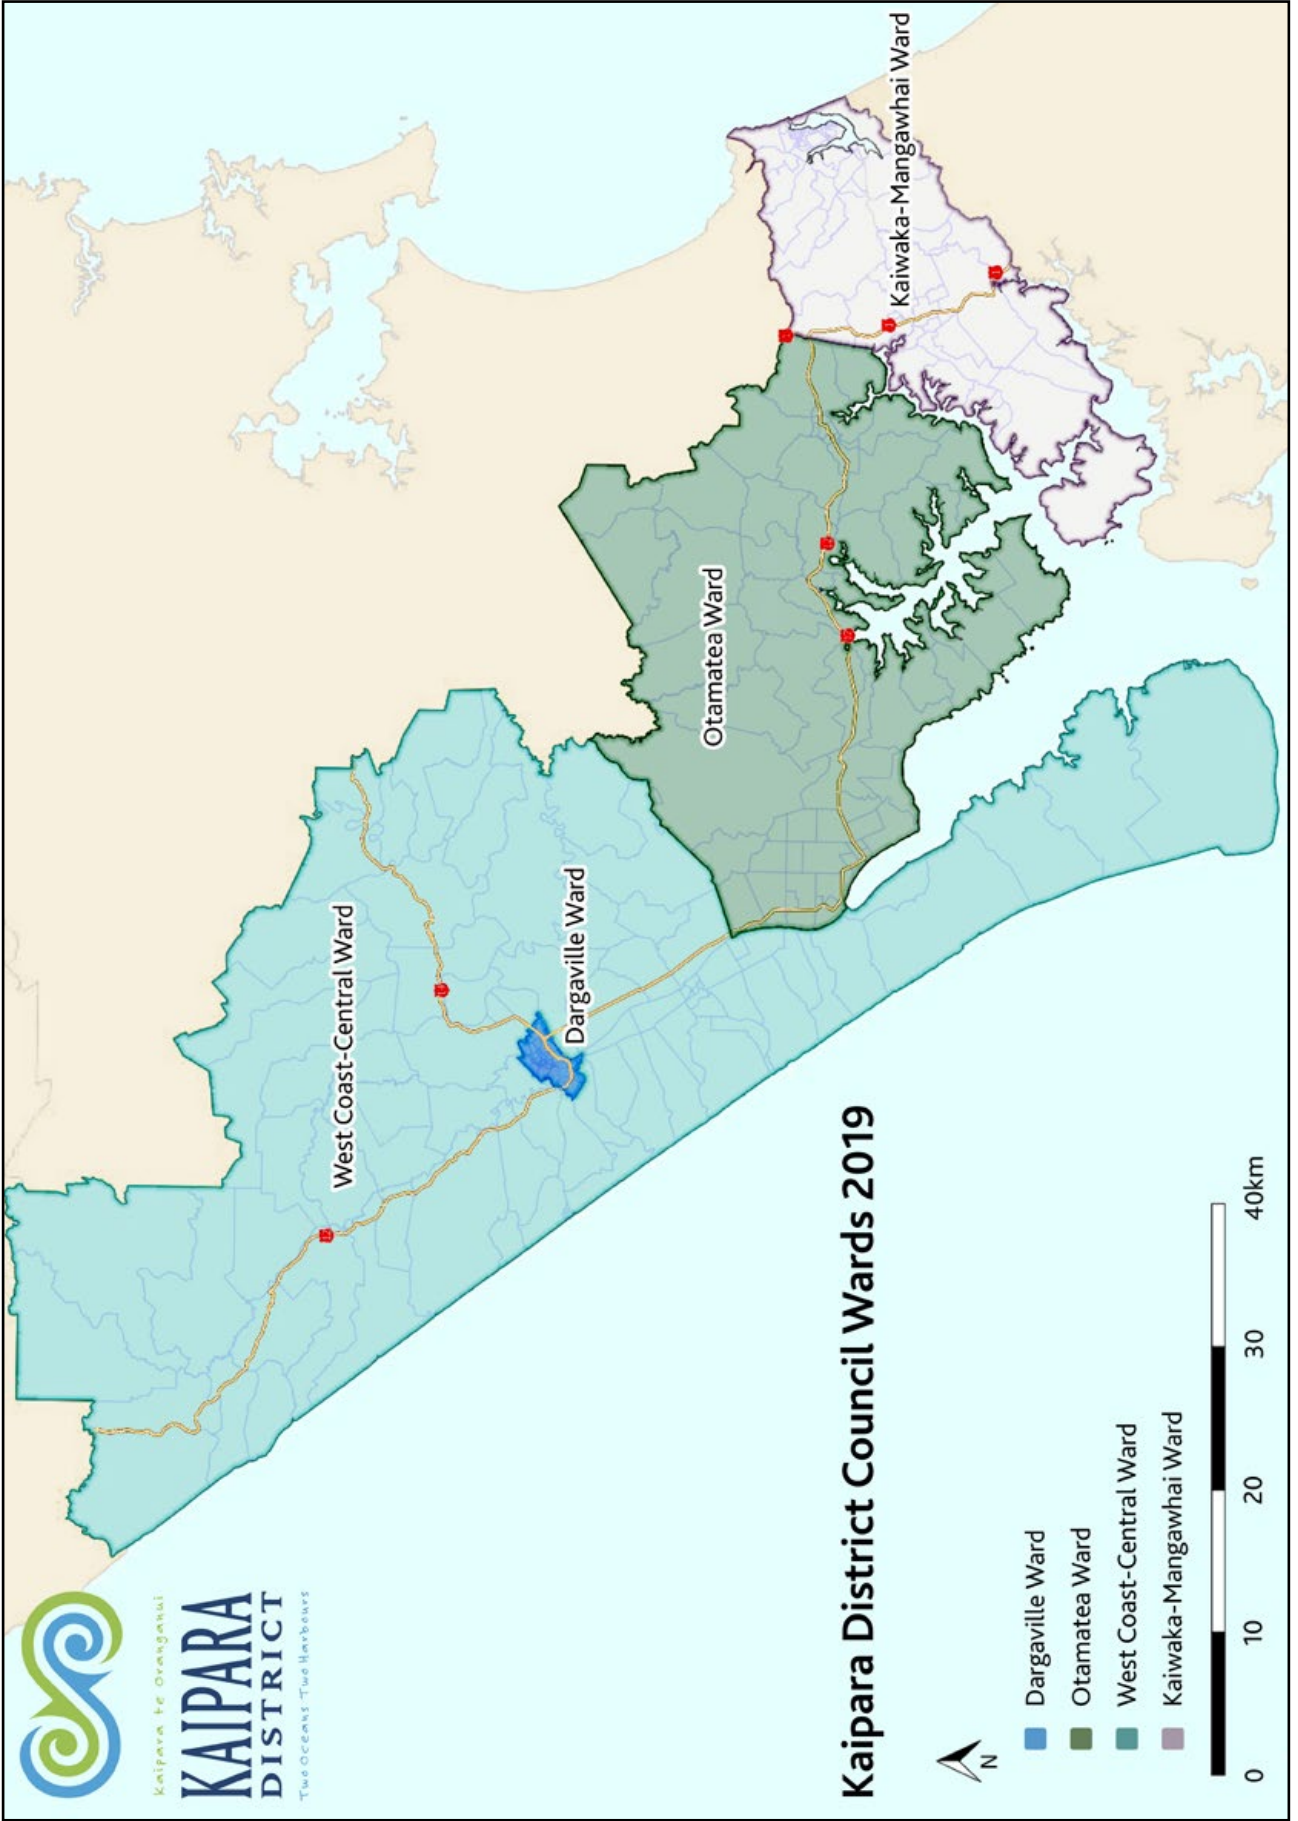 Kaipara te Oranganui
KAIPARA
DISTRICT
Two Oceans Two Harbours
West Coast-Central Ward
Dargaville Ward
Otamatea Ward
Kaiwaka-Mangawhai Ward
Kaipara District Council Wards 2019
N
Dargaville Ward
Otamatea Ward
West Coast-Central Ward
Kaiwaka-Mangawhai Ward
0 10 20 30 40km